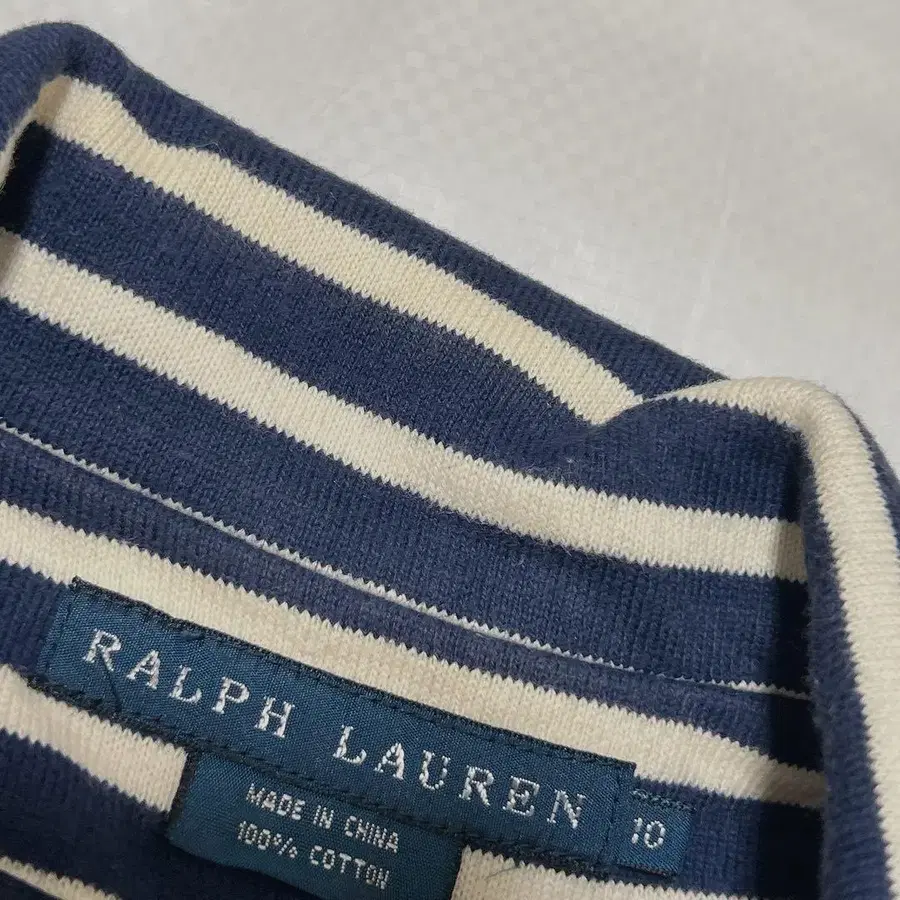 RALPH LAUREN
10
MADE IN CHINA
100% COTTON